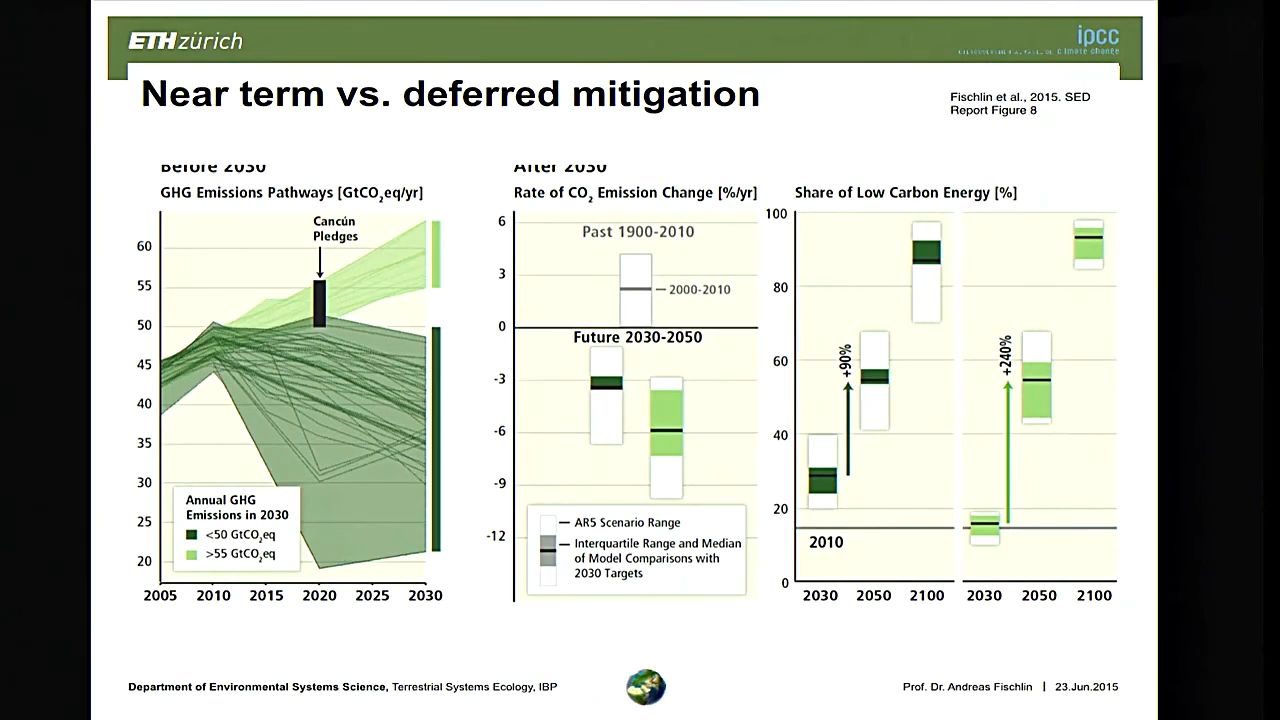 ETH zürich
ipcc
climate change
Near term vs. deferred mitigation
Fischlin et al., 2015. SED
Report Figure 8
Before 2030
GHG Emissions Pathways [GtCO2eq/yr]
Cancún
Pledges
60
55
50
45
40
35
30
25
20
Annual GHG
Emissions in 2030
<50 GtCO2eq
>55 GtCO2eq
2005 2010 2015 2020 2025 2030
After 2030
Rate of CO2 Emission Change [%/yr]
6
3
0
-3
-6
-9
-12
Past 1900-2010
2000-2010
Future 2030-2050
AR5 Scenario Range
Interquartile Range and Median
of Model Comparisons with
2030 Targets
Share of Low Carbon Energy [%]
100
80
60
40
20
0
+90%
+240%
2010
2030 2050 2100 2030 2050 2100
Department of Environmental Systems Science, Terrestrial Systems Ecology, IBP
Prof. Dr. Andreas Fischlin | 23.Jun.2015